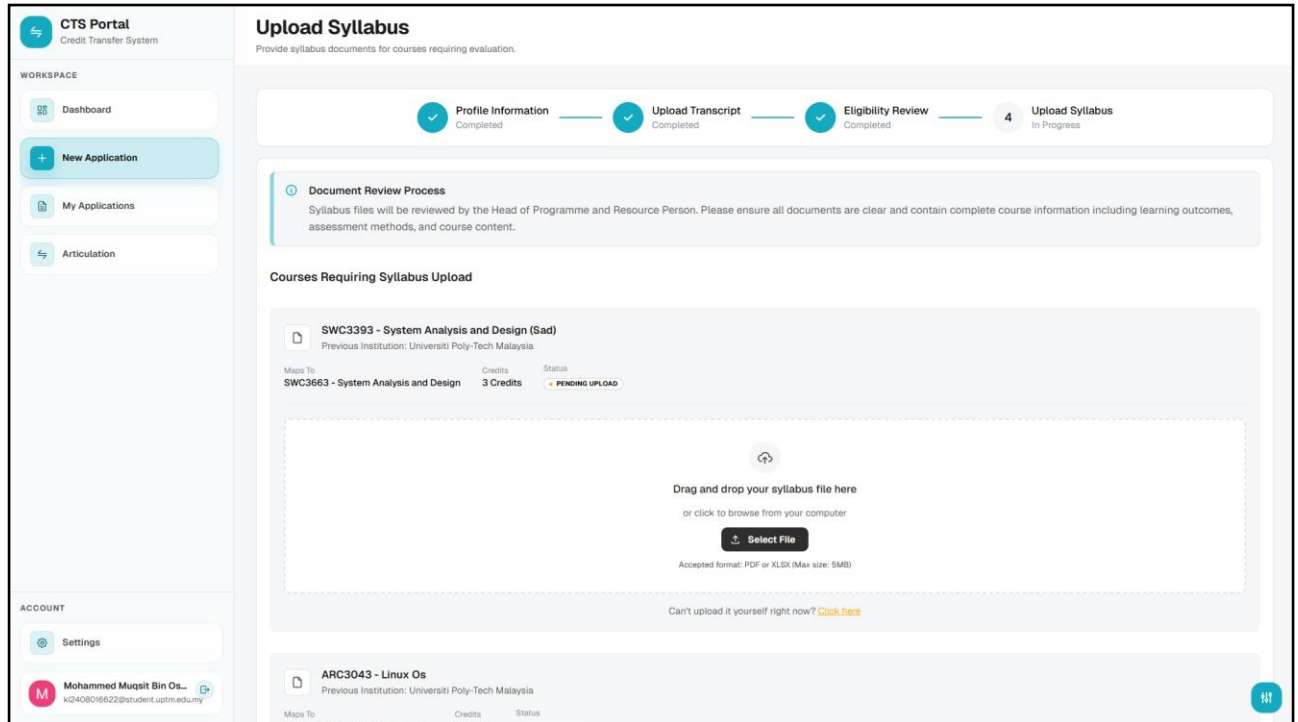 CTS Portal
Credit Transfer System
WORKSPACE
Dashboard
New Application
My Applications
Articulation
ACCOUNT
Settings
M
Mohammed Muqsit Bin Os...
kl2408016622@student.uptm.edu.my
Upload Syllabus
Provide syllabus documents for courses requiring evaluation.
Profile Information
Completed
Upload Transcript
Completed
Eligibility Review
Completed
4
Upload Syllabus
In Progress
Document Review Process
Syllabus files will be reviewed by the Head of Programme and Resource Person. Please ensure all documents are clear and contain complete course information including learning outcomes,
assessment methods, and course content.
Courses Requiring Syllabus Upload
SWC3393 - System Analysis and Design (Sad)
Previous Institution: Universiti Poly-Tech Malaysia
Maps To
SWC3663 - System Analysis and Design
Credits
3 Credits
Status
PENDING UPLOAD
Drag and drop your syllabus file here
or click to browse from your computer
Select File
Accepted format: PDF or XLSX (Max size: 5MB)
Can't upload it yourself right now? Click here
ARC3043 - Linux Os
Previous Institution: Universiti Poly-Tech Malaysia
Maps To
Credits
Status